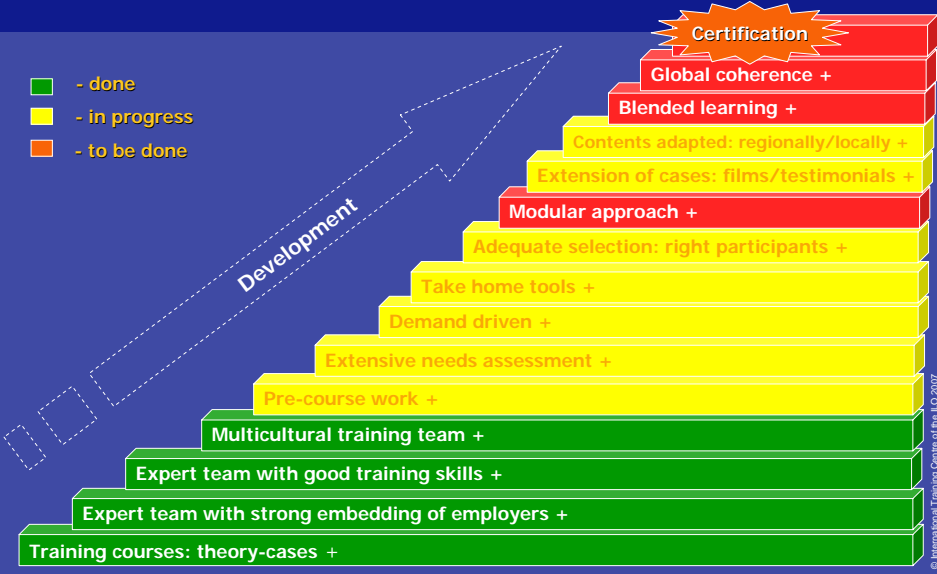 Certification
Global coherence +
Blended learning +
Contents adapted: regionally/locally +
Extension of cases: films/testimonials +
Modular approach +
Adequate selection: right participants +
Take home tools +
Demand driven +
Extensive needs assessment +
Pre-course work +
Multicultural training team +
Expert team with good training skills +
Expert team with strong embedding of employers +
Training courses: theory-cases +
- done
- in progress
- to be done
Development
© International Training Centre of the ILO 2007